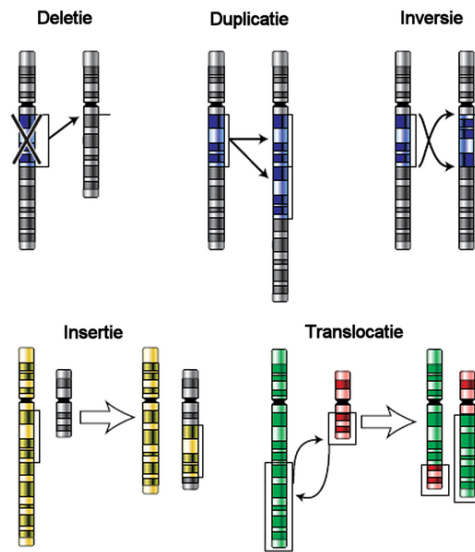 Deletie
Duplicatie
Inversie
Insertie
Translocatie